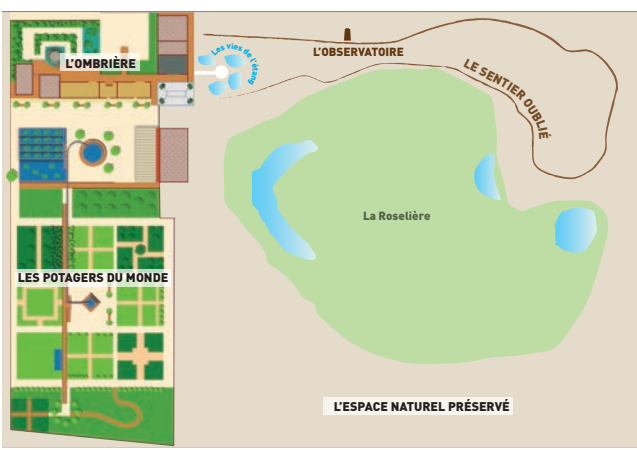 L'OMBRIÈRE
Les vies de l'étang
L'OBSERVATOIRE
LE SENTIER OUBLIÉ
La Roselière
LES POTAGERS DU MONDE
L'ESPACE NATUREL PRÉSERVÉ